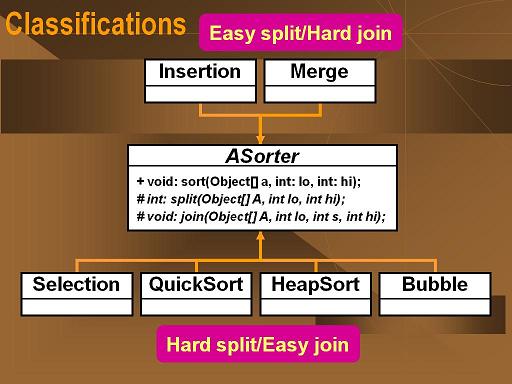 Classifications
Easy split/Hard join
Insertion
Merge
ASorter
+ void: sort(Object[] a, int: lo, int: hi);
# int: split(Object[] A, int lo, int hi);
# void: join(Object[] A, int lo, int s, int hi);
Selection
QuickSort
HeapSort
Bubble
Hard split/Easy join